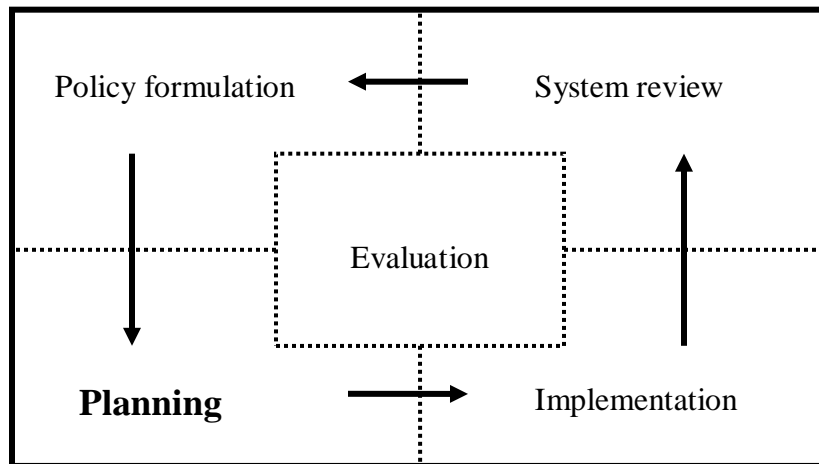 Policy formulation
System review
Evaluation
Planning
Implementation